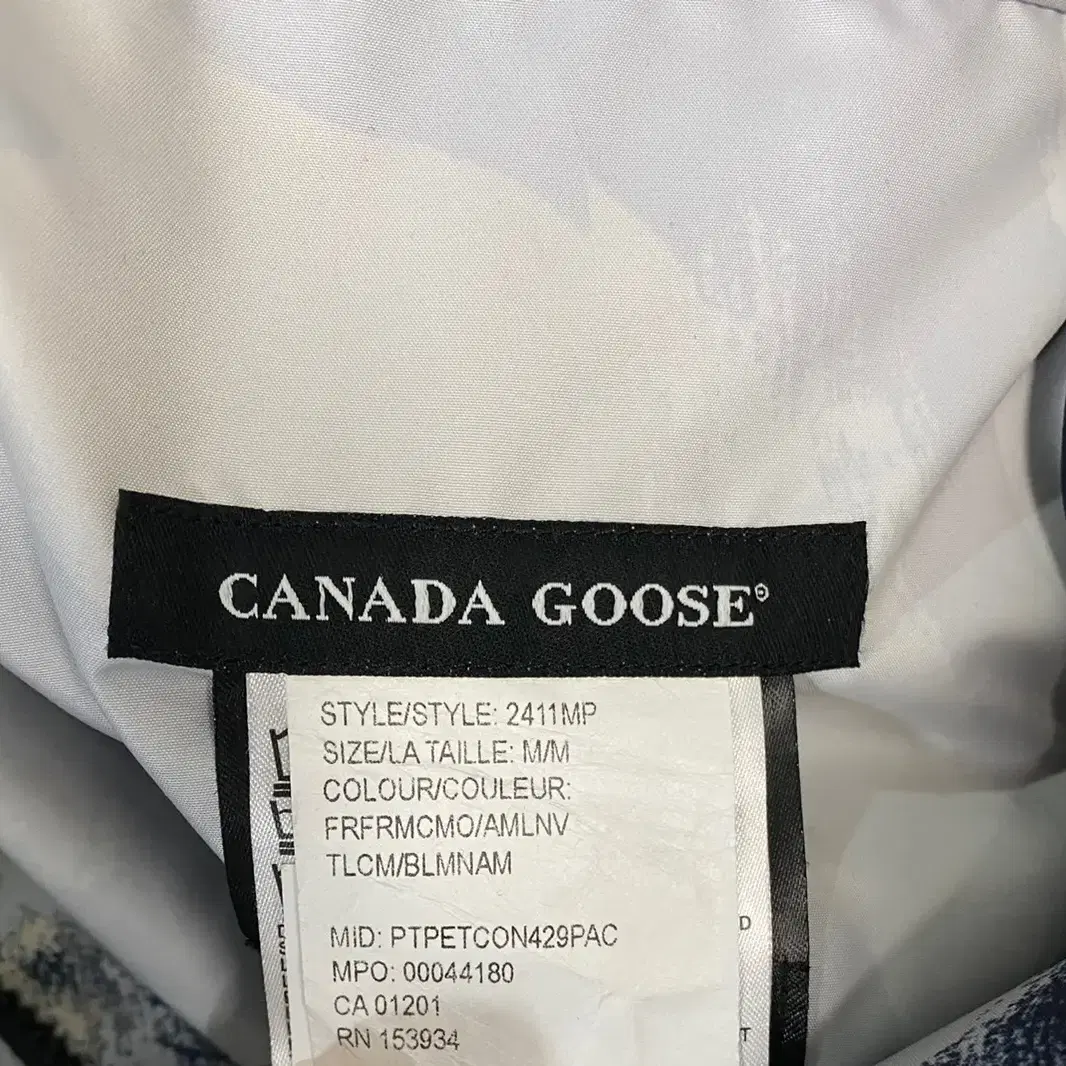 CANADA GOOSE®
STYLE/STYLE: 2411MP
SIZE/LA TAILLE: M/M
COLOUR/COULEUR:
FRFRMCMO/AMLNV
TLCM/BLMNAM
MID: PTPETCON429PAC
MPO: 00044180
CA 01201
RN 153934
D
T